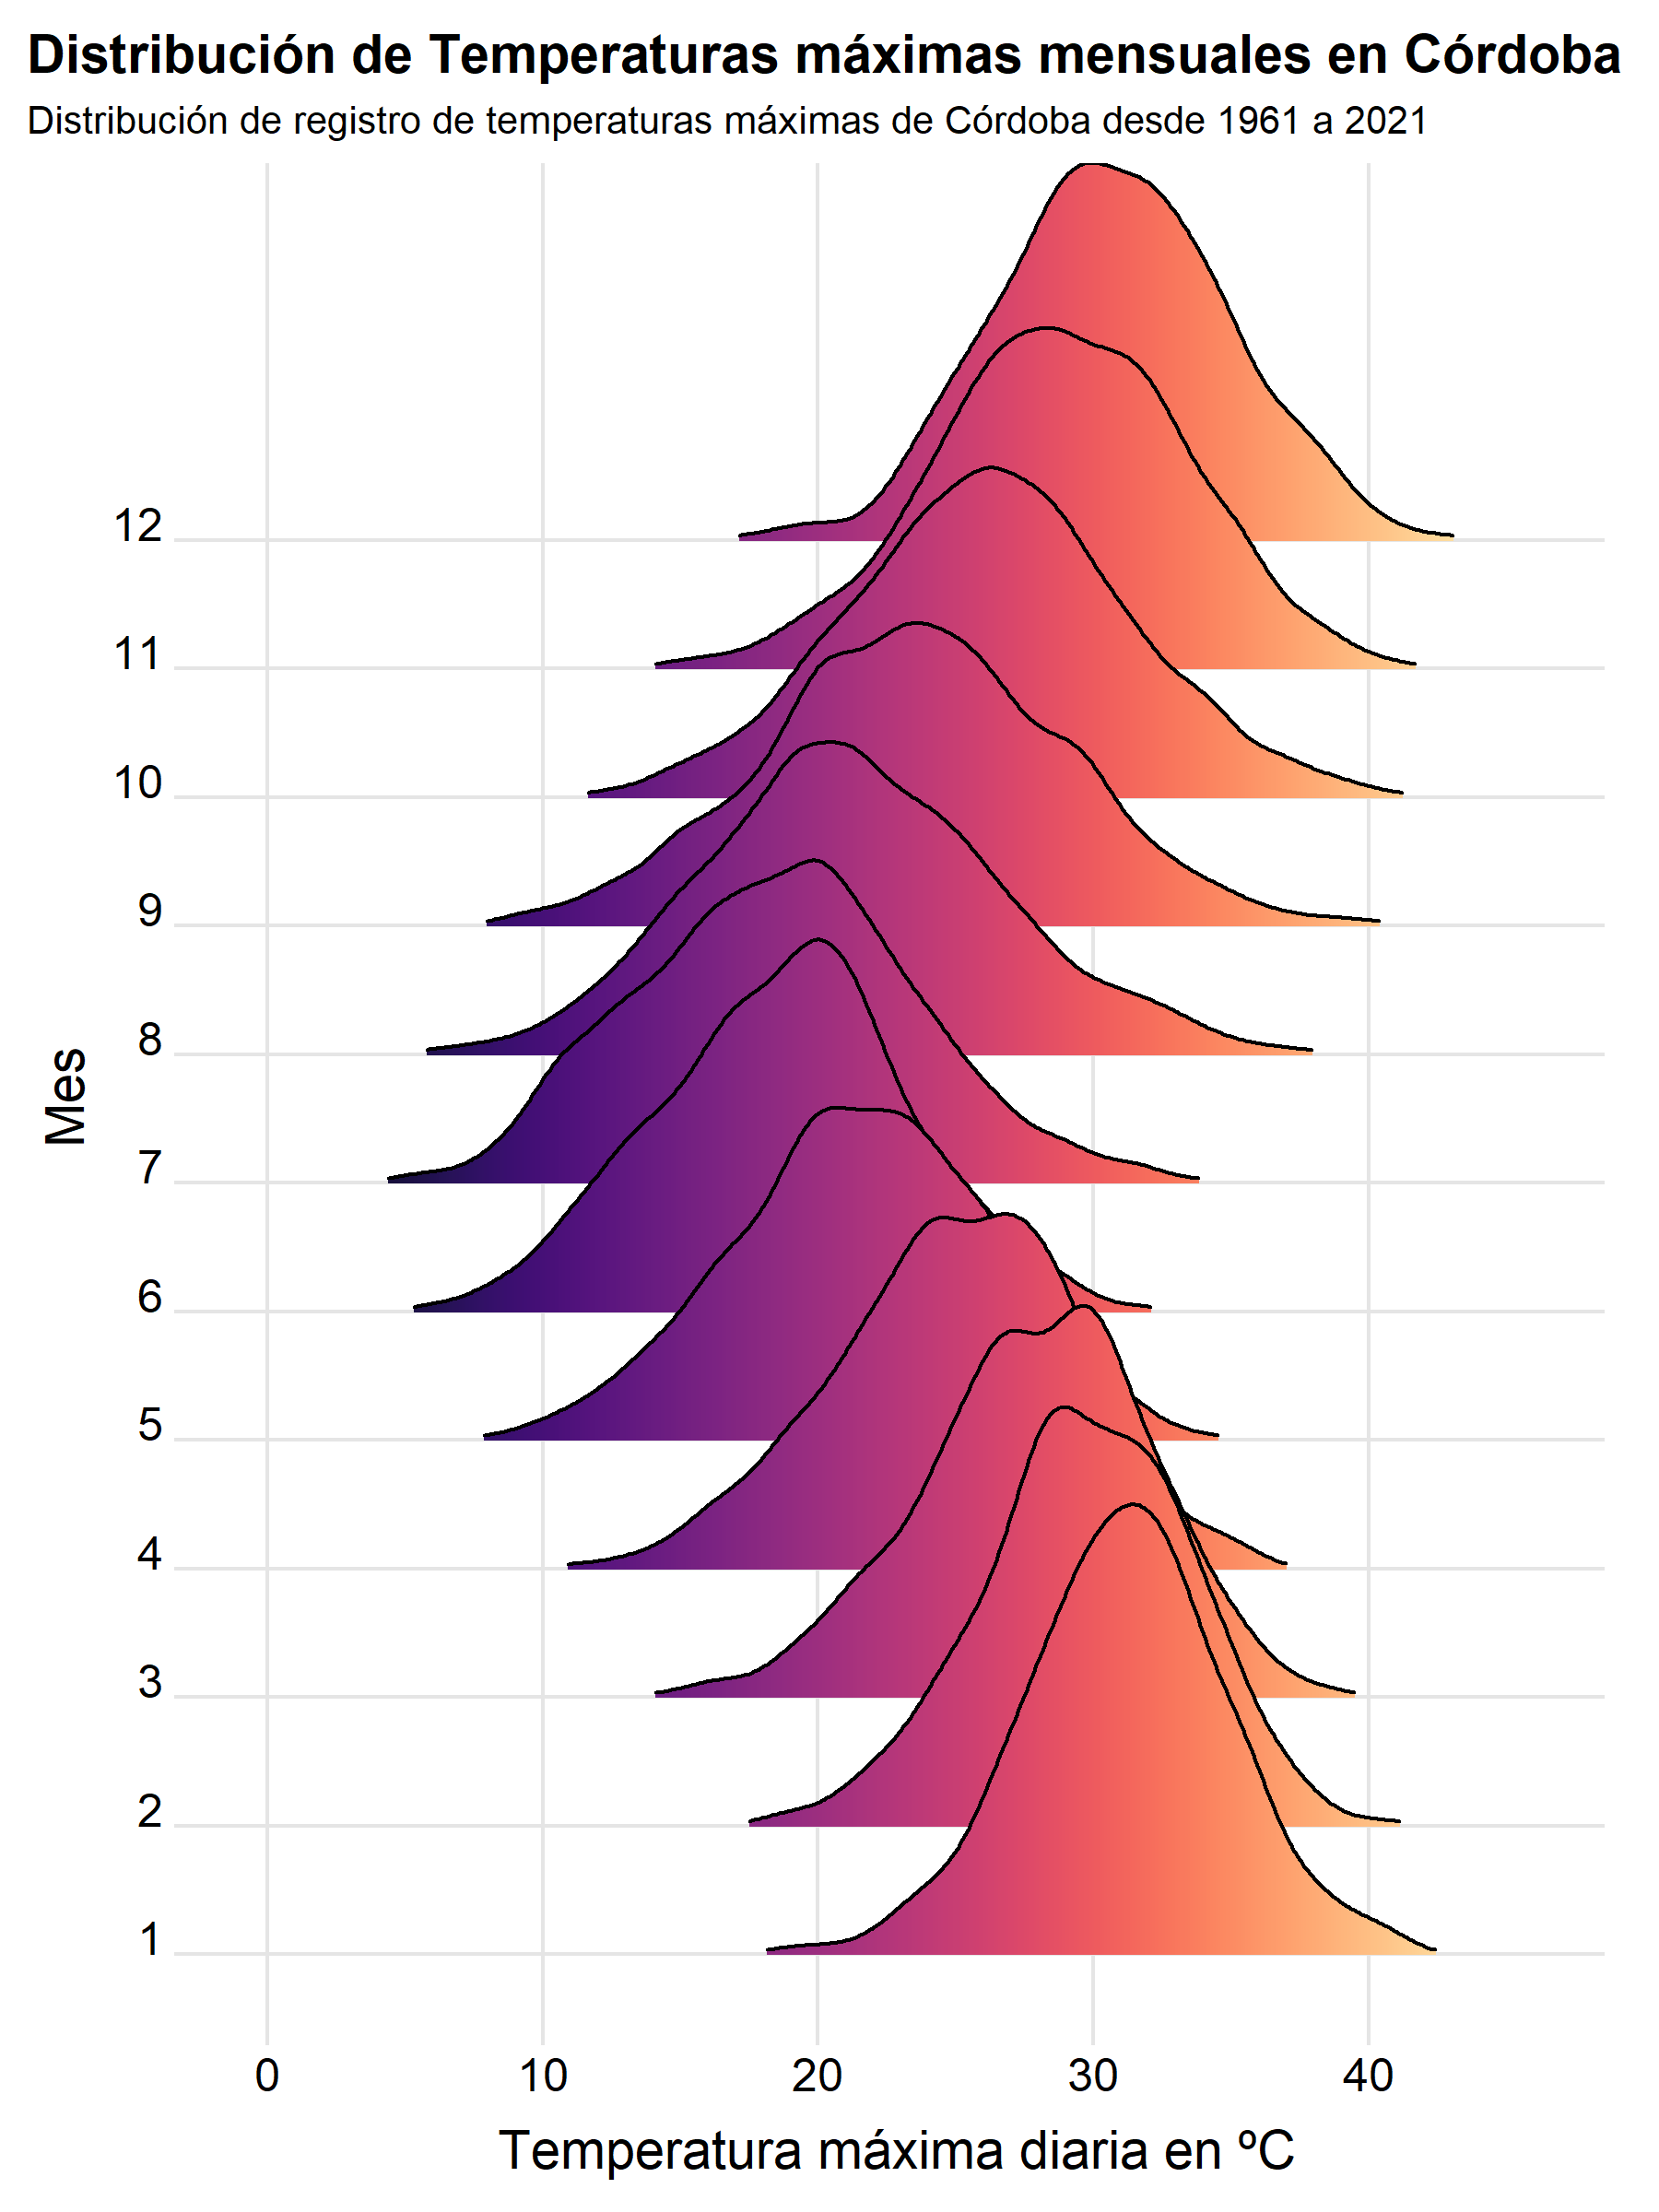 Distribución de Temperaturas máximas mensuales en Córdoba
Distribución de registro de temperaturas máximas de Córdoba desde 1961 a 2021
12
11
10
9
8
7
6
5
4
3
2
1
Mes
0 10 20 30 40
Temperatura máxima diaria en ºC